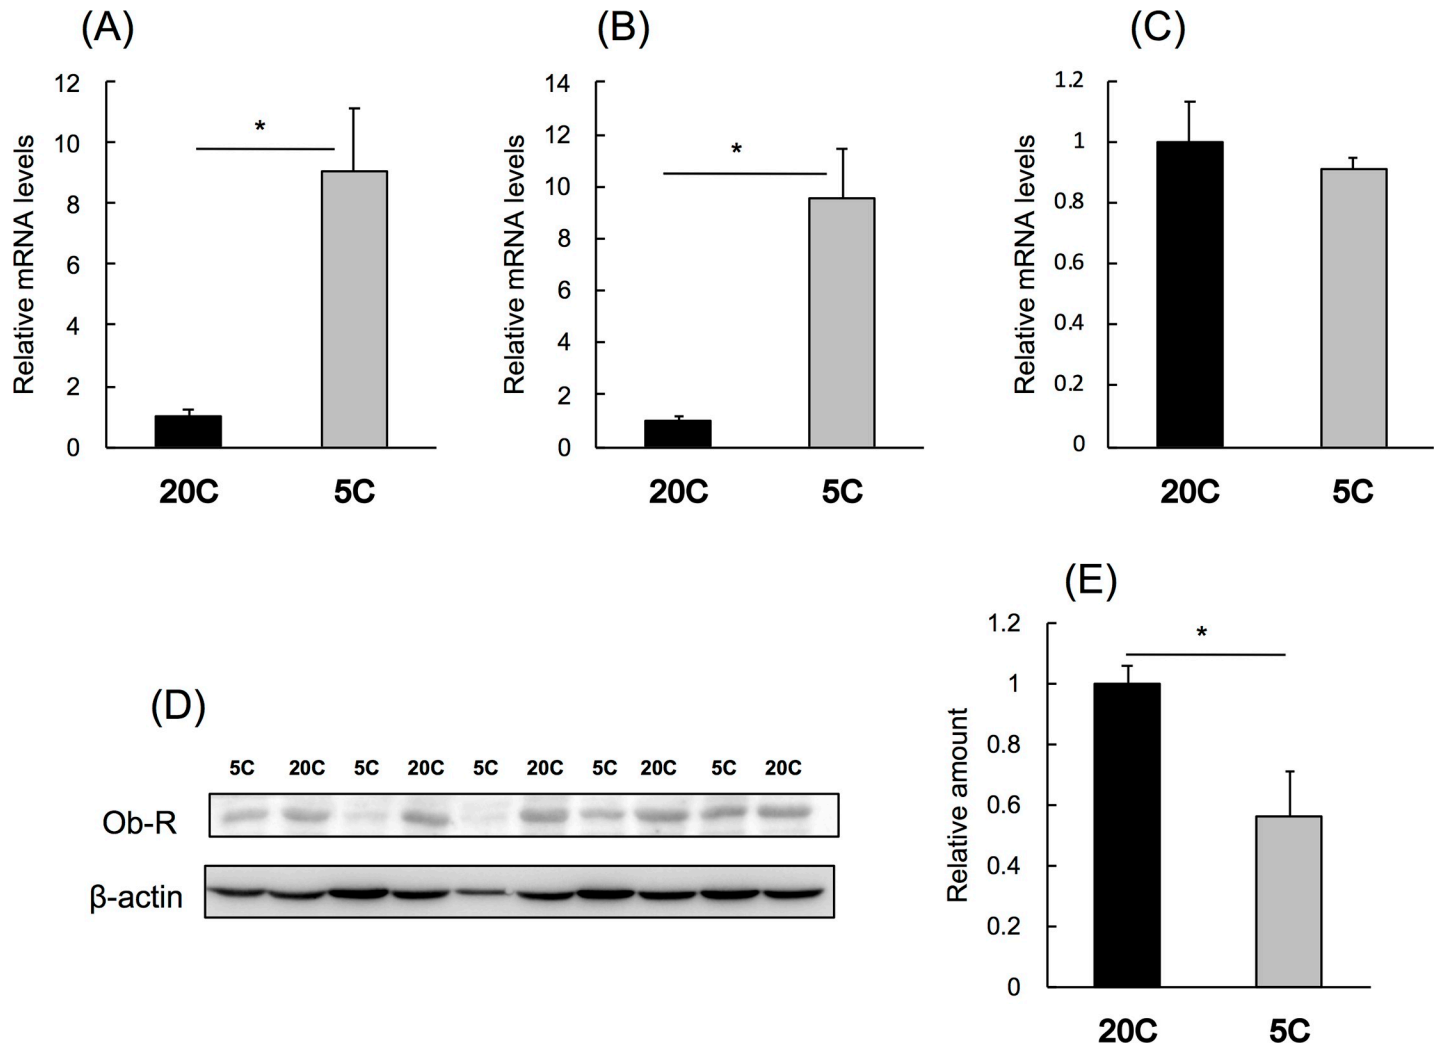 (A)
Relative mRNA levels
12
10
8
6
4
2
0
*
20C 5C
(B)
Relative mRNA levels
14
12
10
8
6
4
2
0
*
20C 5C
(C)
Relative mRNA levels
1.2
1
0.8
0.6
0.4
0.2
0
20C 5C
(D)
5C 20C 5C 20C 5C 20C 5C 20C 5C 20C
Ob-R
β-actin
(E)
Relative amount
1.2
1
0.8
0.6
0.4
0.2
0
*
20C 5C